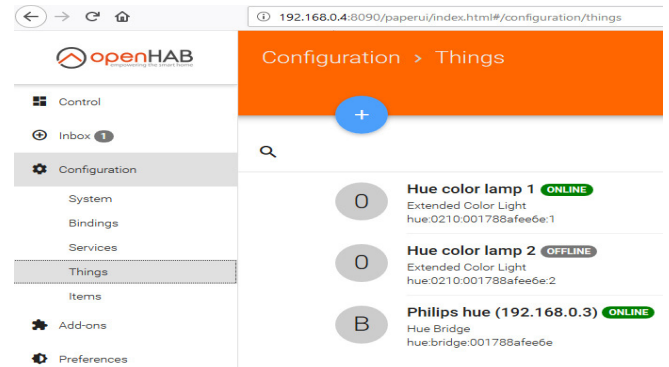 192.168.0.4:8090/paperui/index.html#/configuration/things
openHAB
empowering the smart home
Configuration > Things
Control
+
Inbox 1
Configuration
System
Bindings
Services
Things
Items
Add-ons
Preferences
O
Hue color lamp 1 ONLINE
Extended Color Light
hue:0210:001788afee6e:1
O
Hue color lamp 2 OFFLINE
Extended Color Light
hue:0210:001788afee6e:2
B
Philips hue (192.168.0.3) ONLINE
Hue Bridge
hue:bridge:001788afee6e